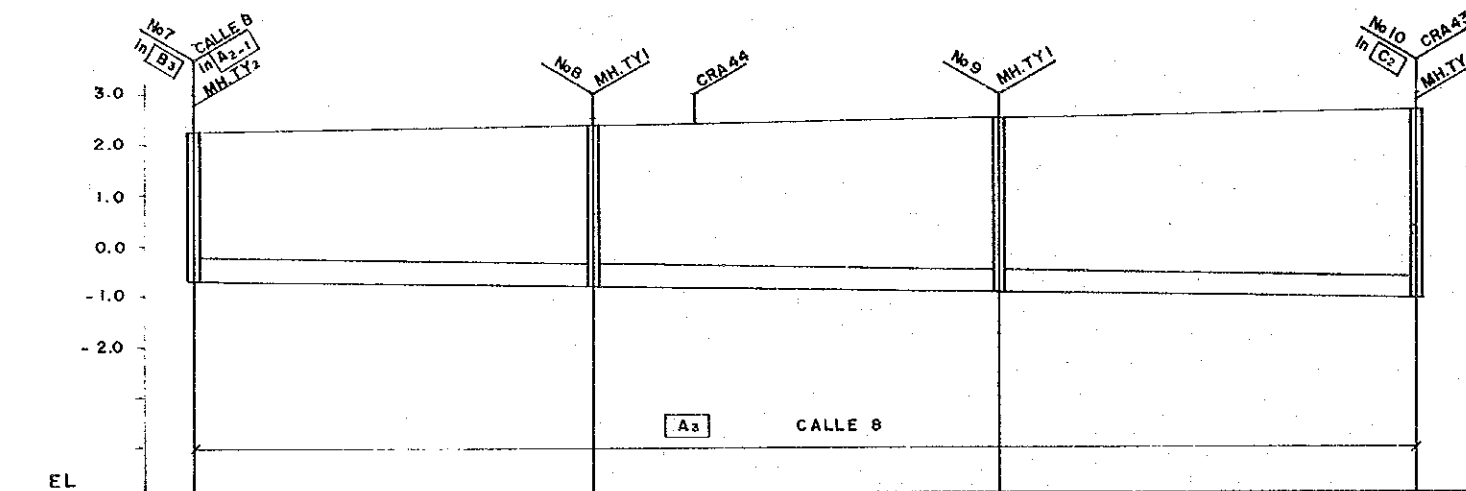 No7
CALLE 8
In B3
In A2-1
MH.TY2
No8
MH.TY1
CRA44
No9
MH.TY1
No10
CRA43
In C2
MH.TY
3.0
2.0
1.0
0.0
-1.0
-2.0
A3
CALLE 8
EL